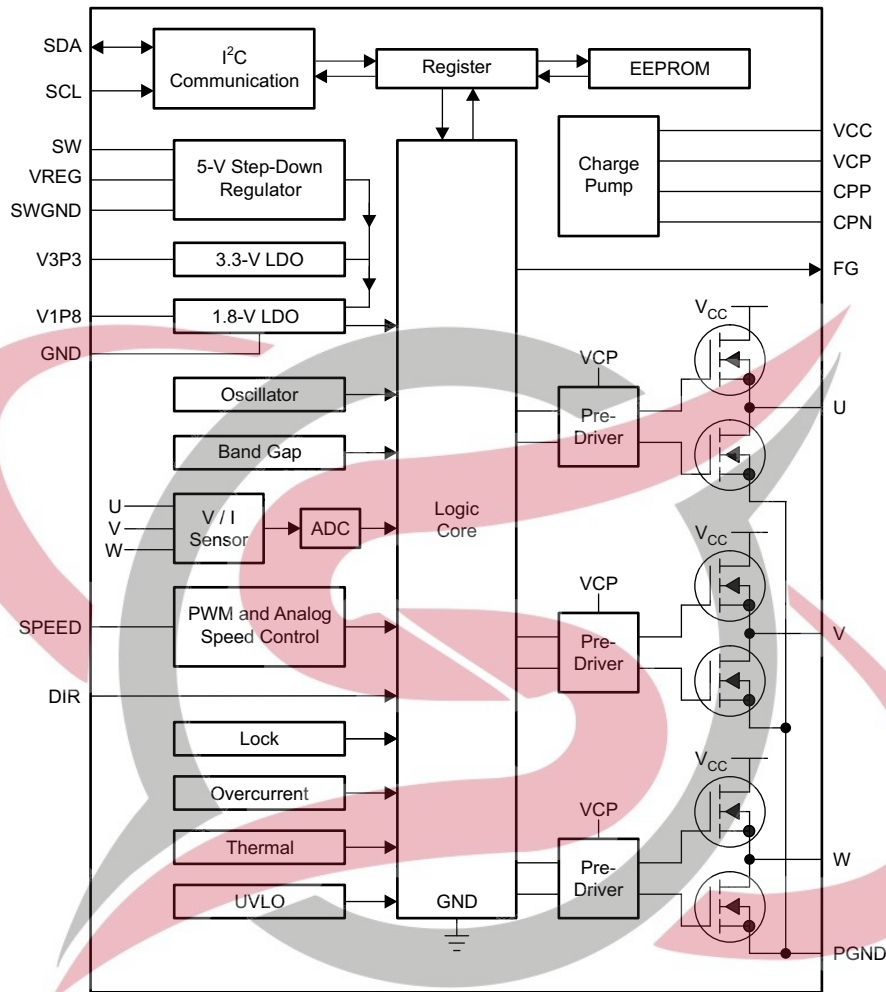 SDA
SCL
I²C
Communication
Register
EEPROM
SW
VREG
SWGND
5-V Step-Down
Regulator
Charge
Pump
VCC
VCP
CPP
CPN
V3P3
3.3-V LDO
FG
V1P8
1.8-V LDO
GND
Oscillator
Band Gap
VCP
Pre-
Driver
VCC
U
U
V
W
V / I
Sensor
ADC
Logic
Core
SPEED
PWM and Analog
Speed Control
VCP
Pre-
Driver
VCC
V
DIR
Lock
Overcurrent
Thermal
UVLO
GND
VCP
Pre-
Driver
VCC
W
PGND